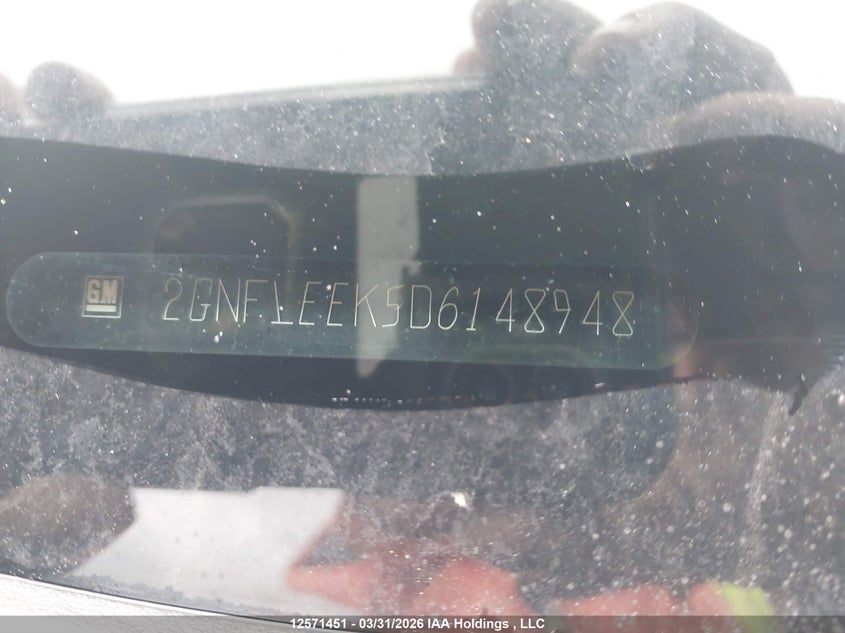 GM 2GNFLEEK5D6148948
12571451 - 03/31/2026 IAA Holdings , LLC